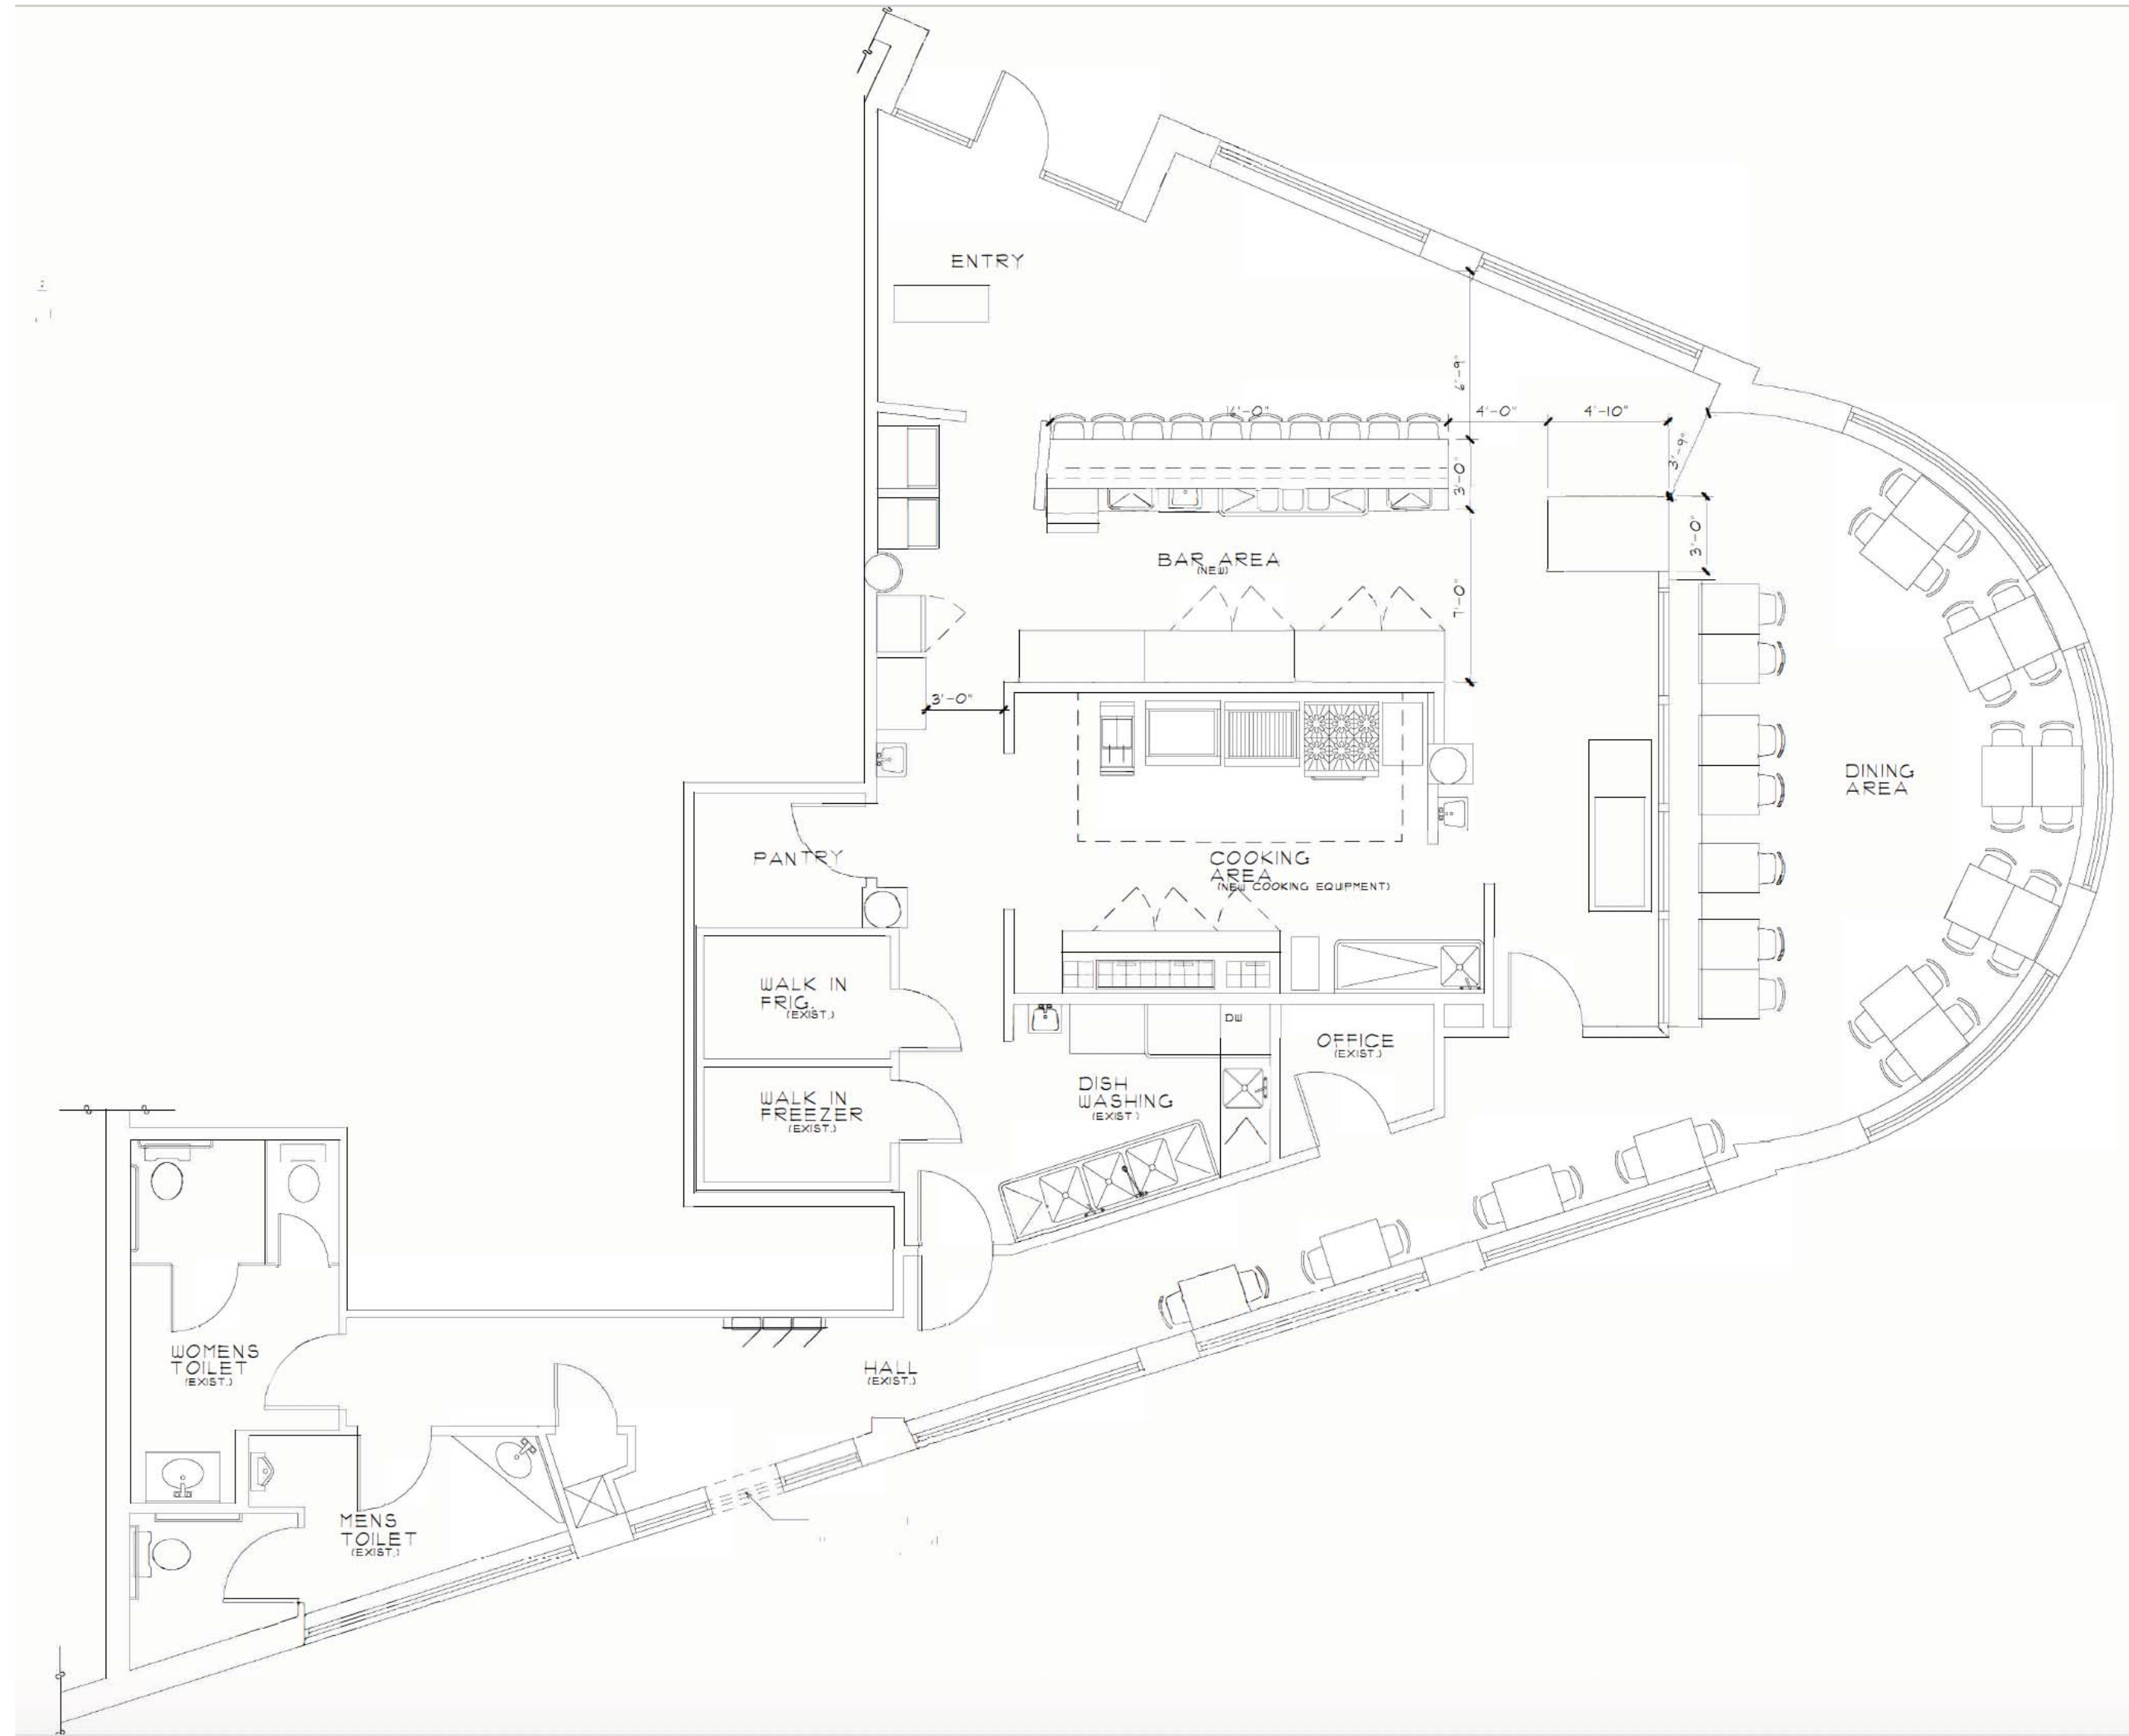 ENTRY
6'-9"
4'-0"
4'-10"
3'-9"
3'-0"
3'-0"
BAR AREA
(NEW)
7'-0"
3'-0"
DINING
AREA
PANTRY
COOKING
AREA
(NEW COOKING EQUIPMENT)
WALK IN
FRIG.
(EXIST.)
DW
OFFICE
(EXIST.)
DISH
WASHING
(EXIST.)
WALK IN
FREEZER
(EXIST.)
WOMENS
TOILET
(EXIST.)
HALL
(EXIST.)
MENS
TOILET
(EXIST.)